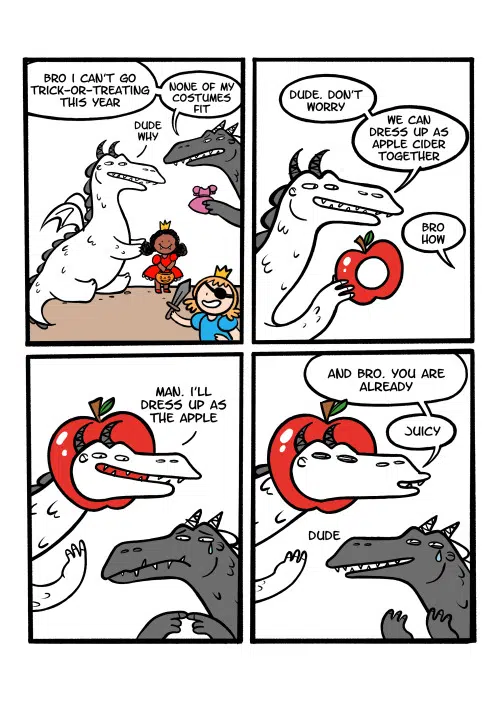 BRO I CAN'T GO
TRICK-OR-TREATING
THIS YEAR
NONE OF MY
COSTUMES
FIT
DUDE
WHY
DUDE. DON'T
WORRY
WE CAN
DRESS UP AS
APPLE CIDER
TOGETHER
BRO
HOW
MAN. I'LL
DRESS UP AS
THE APPLE
AND BRO. YOU ARE
ALREADY
JUICY
DUDE